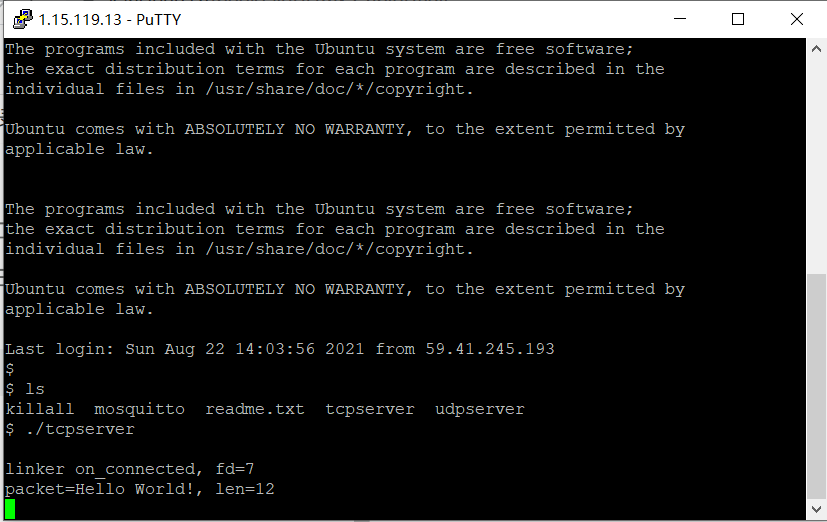 1.15.119.13 - PuTTY
The programs included with the Ubuntu system are free software;
the exact distribution terms for each program are described in the
individual files in /usr/share/doc/*/copyright.
Ubuntu comes with ABSOLUTELY NO WARRANTY, to the extent permitted by
applicable law.
The programs included with the Ubuntu system are free software;
the exact distribution terms for each program are described in the
individual files in /usr/share/doc/*/copyright.
Ubuntu comes with ABSOLUTELY NO WARRANTY, to the extent permitted by
applicable law.
Last login: Sun Aug 22 14:03:56 2021 from 59.41.245.193
$
$ ls
killall  mosquitto  readme.txt  tcpserver  udpserver
$ ./tcpserver
linker on_connected, fd=7
packet=Hello World!, len=12